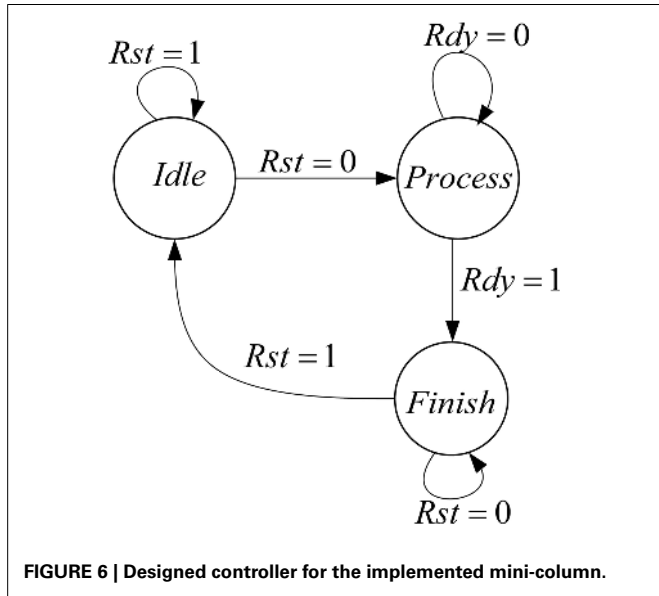 Rst = 1
Rdy = 0
Idle
Rst = 0
Process
Rdy = 1
Rst = 1
Finish
Rst = 0
FIGURE 6 | Designed controller for the implemented mini-column.